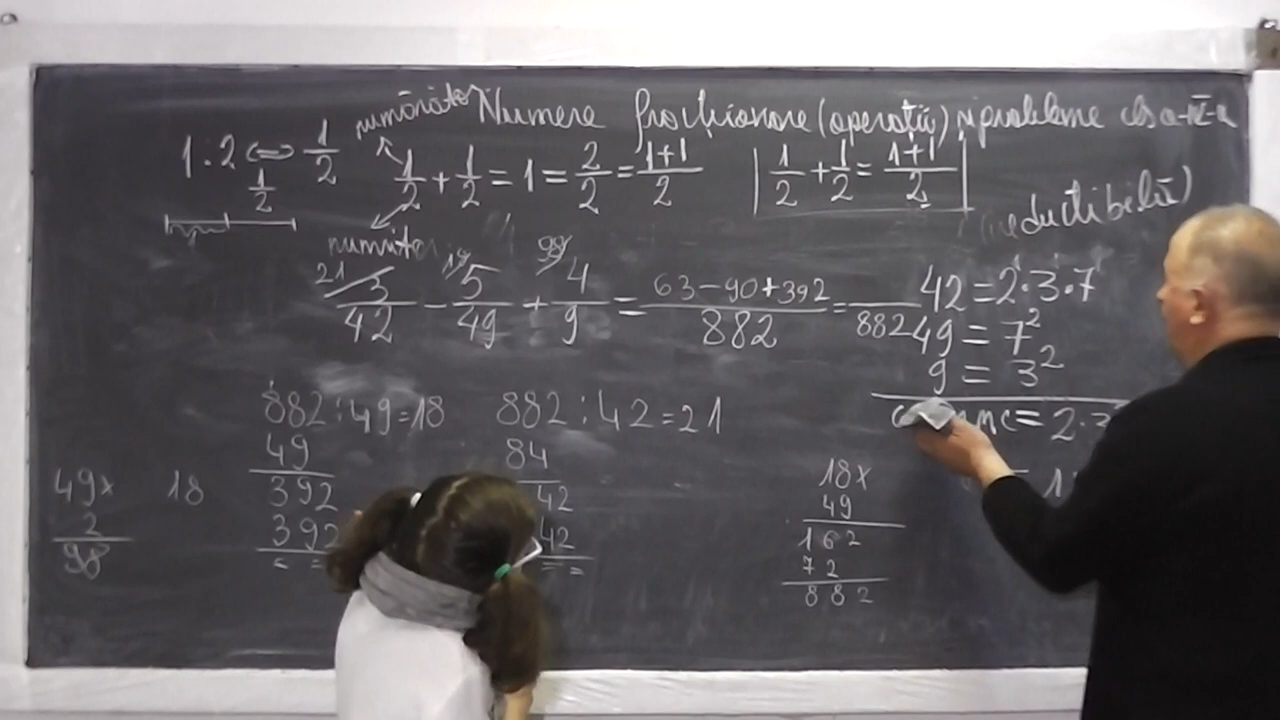 numărător Numere fracționare (operații) și probleme cls a-IV-a
1:2 ⇔ 1/2
1/2
1/2 + 1/2 = 1 = 2/2 = (1+1)/2
| 1/2 + 1/2 = (1+1)/2 |
numitor
21) 3/42 - 18) 5/49 + 98) 4/9 = (63-90+392)/882 = /882
42 = 2·3·7
49 = 7²
9 = 3²
882:49=18
49
392
392
882:42=21
84
42
42
49x
2
98
18
18x
49
162
72
882